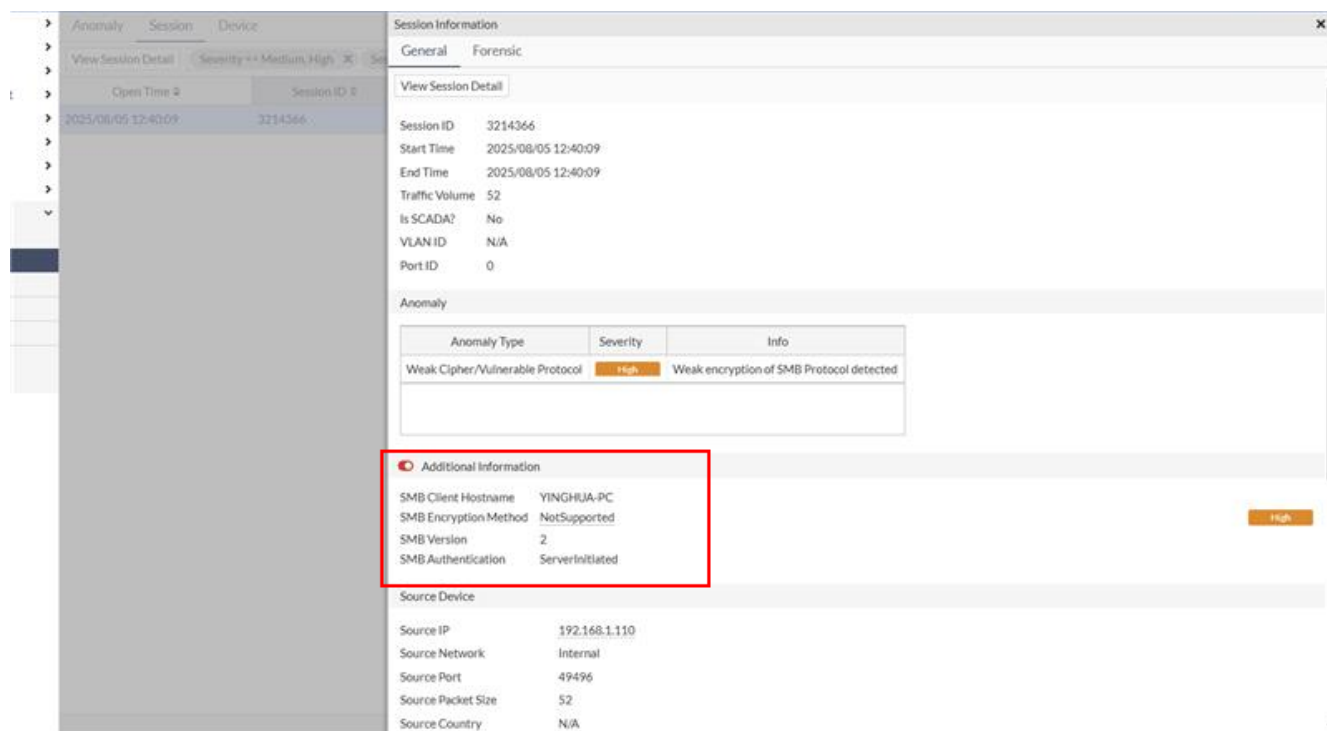 Anomaly Session Device
View Session Detail Severity == Medium, High X Se
Open Time Session ID
2025/08/05 12:40:09 3214366
Session Information ×
General Forensic
View Session Detail
Session ID 3214366
Start Time 2025/08/05 12:40:09
End Time 2025/08/05 12:40:09
Traffic Volume 52
Is SCADA? No
VLAN ID N/A
Port ID 0
Anomaly
Anomaly Type Severity Info
Weak Cipher/Vulnerable Protocol High Weak encryption of SMB Protocol detected
Additional Information
SMB Client Hostname YINGHUA-PC
SMB Encryption Method NotSupported High
SMB Version 2
SMB Authentication ServerInitiated
Source Device
Source IP 192.168.1.110
Source Network Internal
Source Port 49496
Source Packet Size 52
Source Country N/A